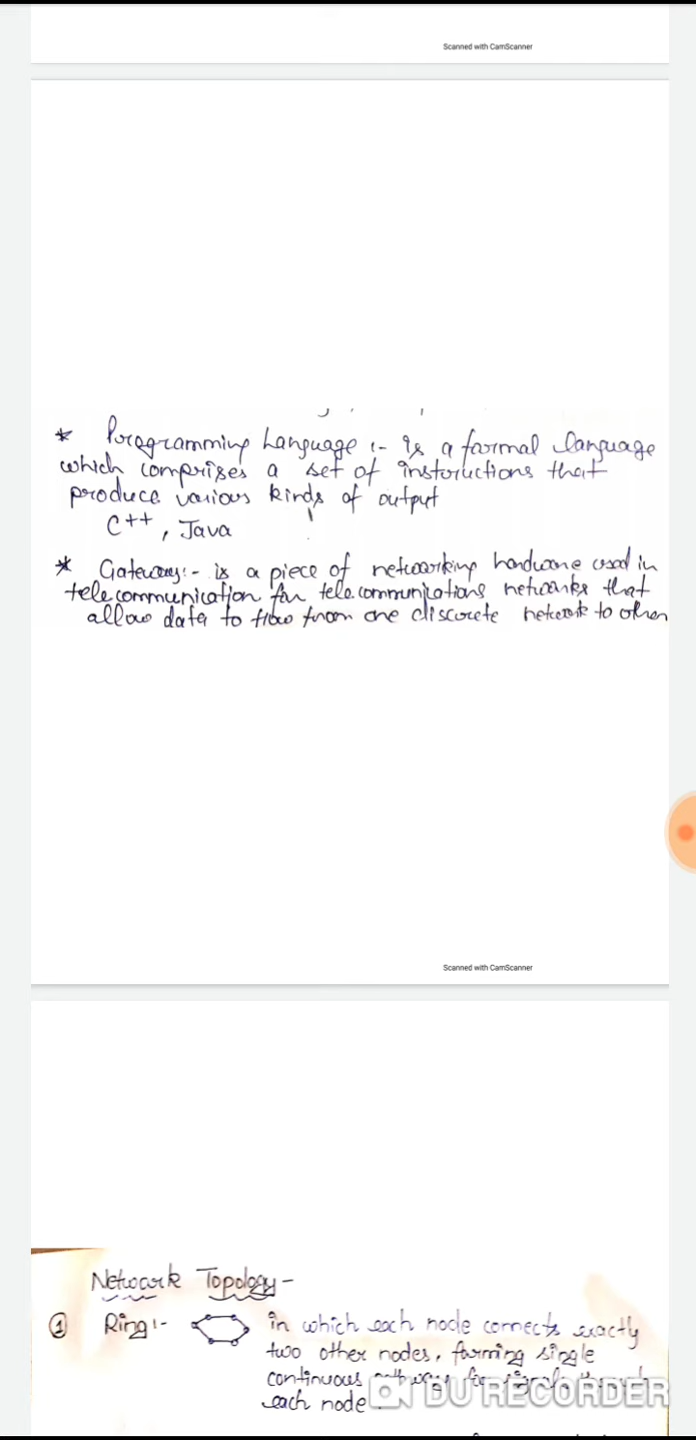 Scanned with CamScanner
* Programming Language :- is a formal language
which comprises a set of instructions that
produce various kinds of output
C++, Java
* Gateway:- is a piece of networking hardware used in
telecommunication for telecommunications networks that
allow data to flow from one discrete network to other
Scanned with CamScanner
Network Topology -
① Ring :- in which each node connects exactly
two other nodes, forming single
continuous
each node
DU RECORDER